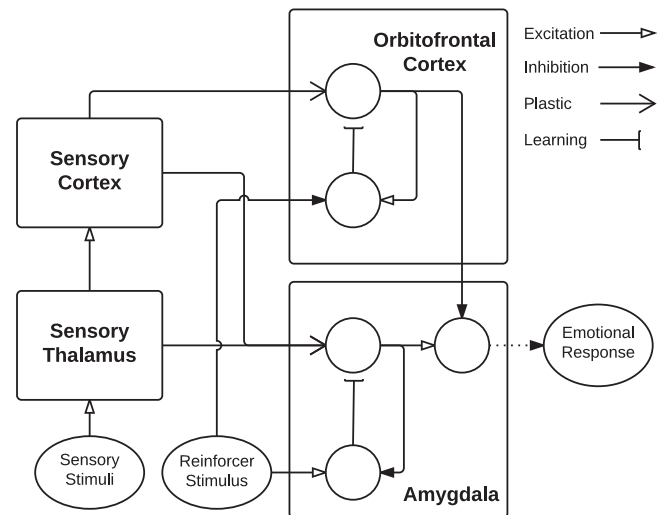 Orbitofrontal
Cortex
Excitation
Inhibition
Plastic
Learning
Sensory
Cortex
Sensory
Thalamus
Emotional
Response
Sensory
Stimuli
Reinforcer
Stimulus
Amygdala